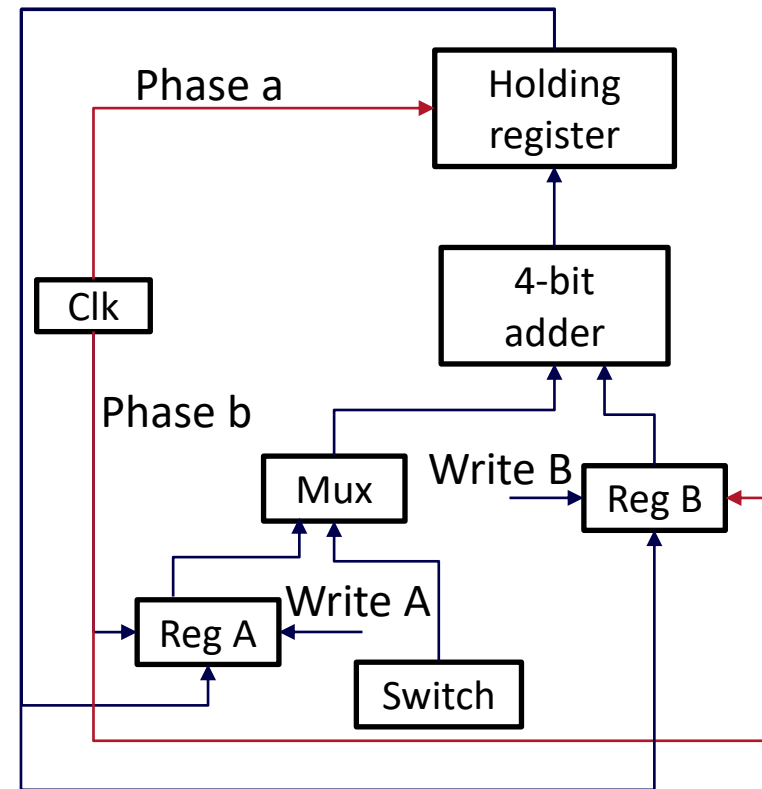 Phase a
Holding
register
Clk
4-bit
adder
Phase b
Mux
Write B
Reg B
Write A
Reg A
Switch